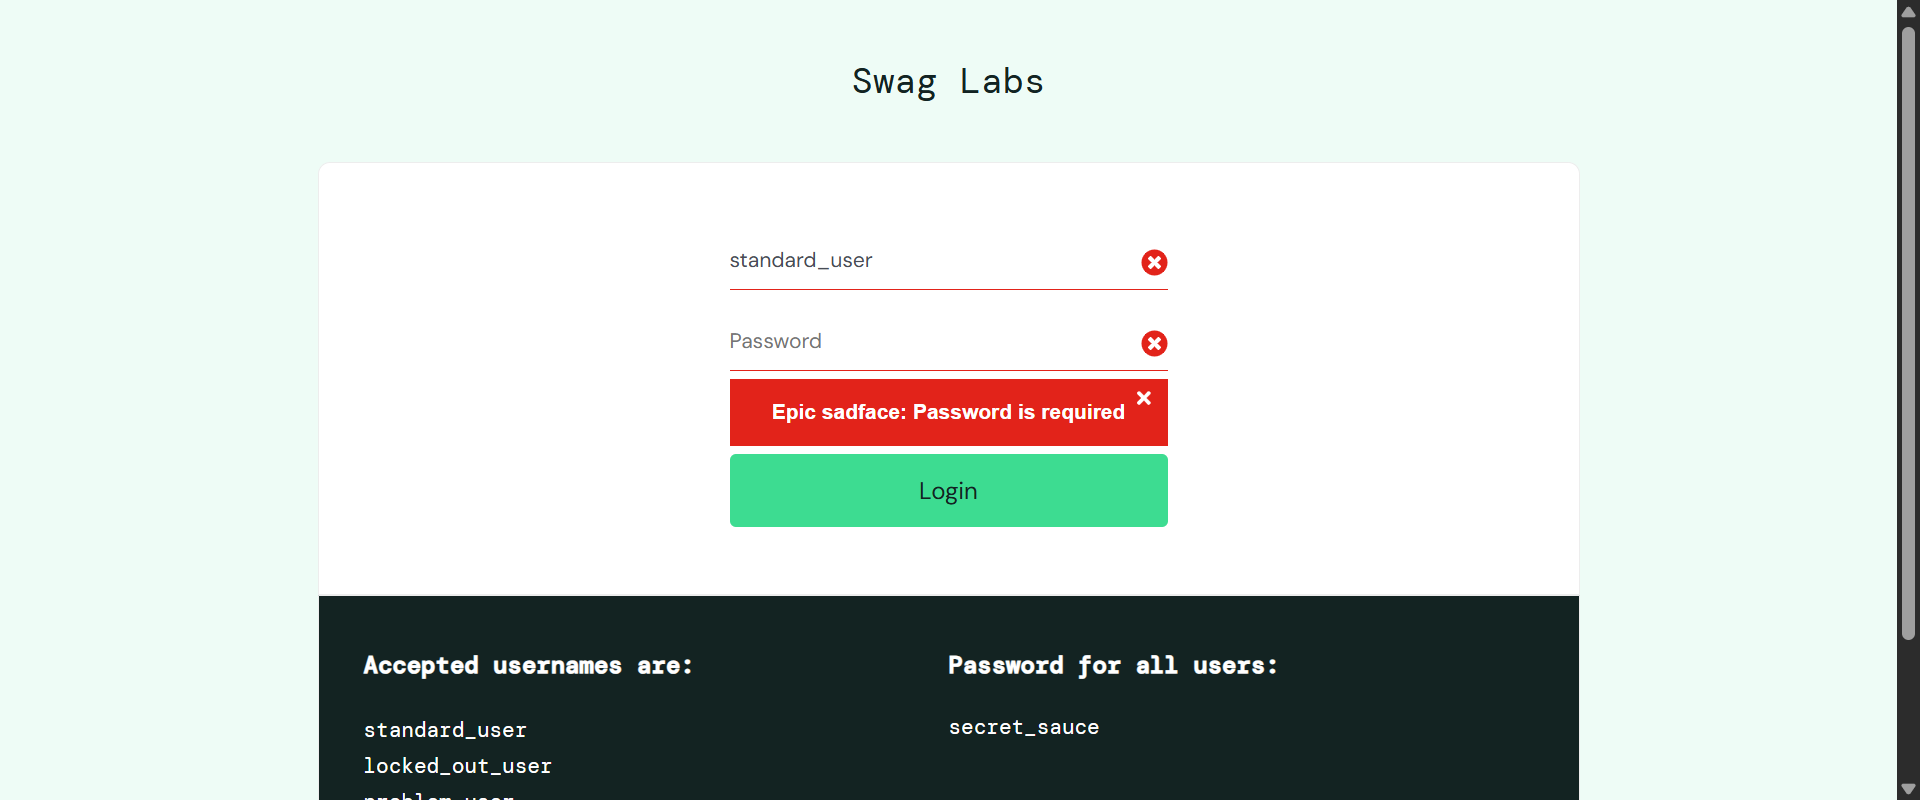 Swag Labs
standard_user
Password
Epic sadface: Password is required
Login
Accepted usernames are:
standard_user
locked_out_user
problem_user
Password for all users:
secret_sauce